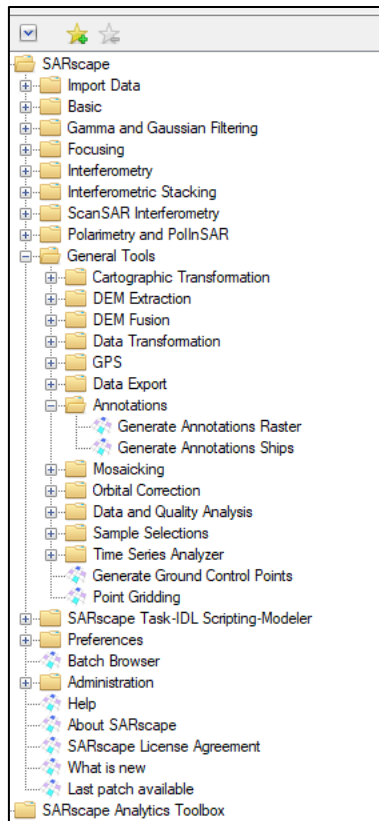 SARscape
Import Data
Basic
Gamma and Gaussian Filtering
Focusing
Interferometry
Interferometric Stacking
ScanSAR Interferometry
Polarimetry and PolInSAR
General Tools
Cartographic Transformation
DEM Extraction
DEM Fusion
Data Transformation
GPS
Data Export
Annotations
Generate Annotations Raster
Generate Annotations Ships
Mosaicking
Orbital Correction
Data and Quality Analysis
Sample Selections
Time Series Analyzer
Generate Ground Control Points
Point Gridding
SARscape Task-IDL Scripting-Modeler
Preferences
Batch Browser
Administration
Help
About SARscape
SARscape License Agreement
What is new
Last patch available
SARscape Analytics Toolbox